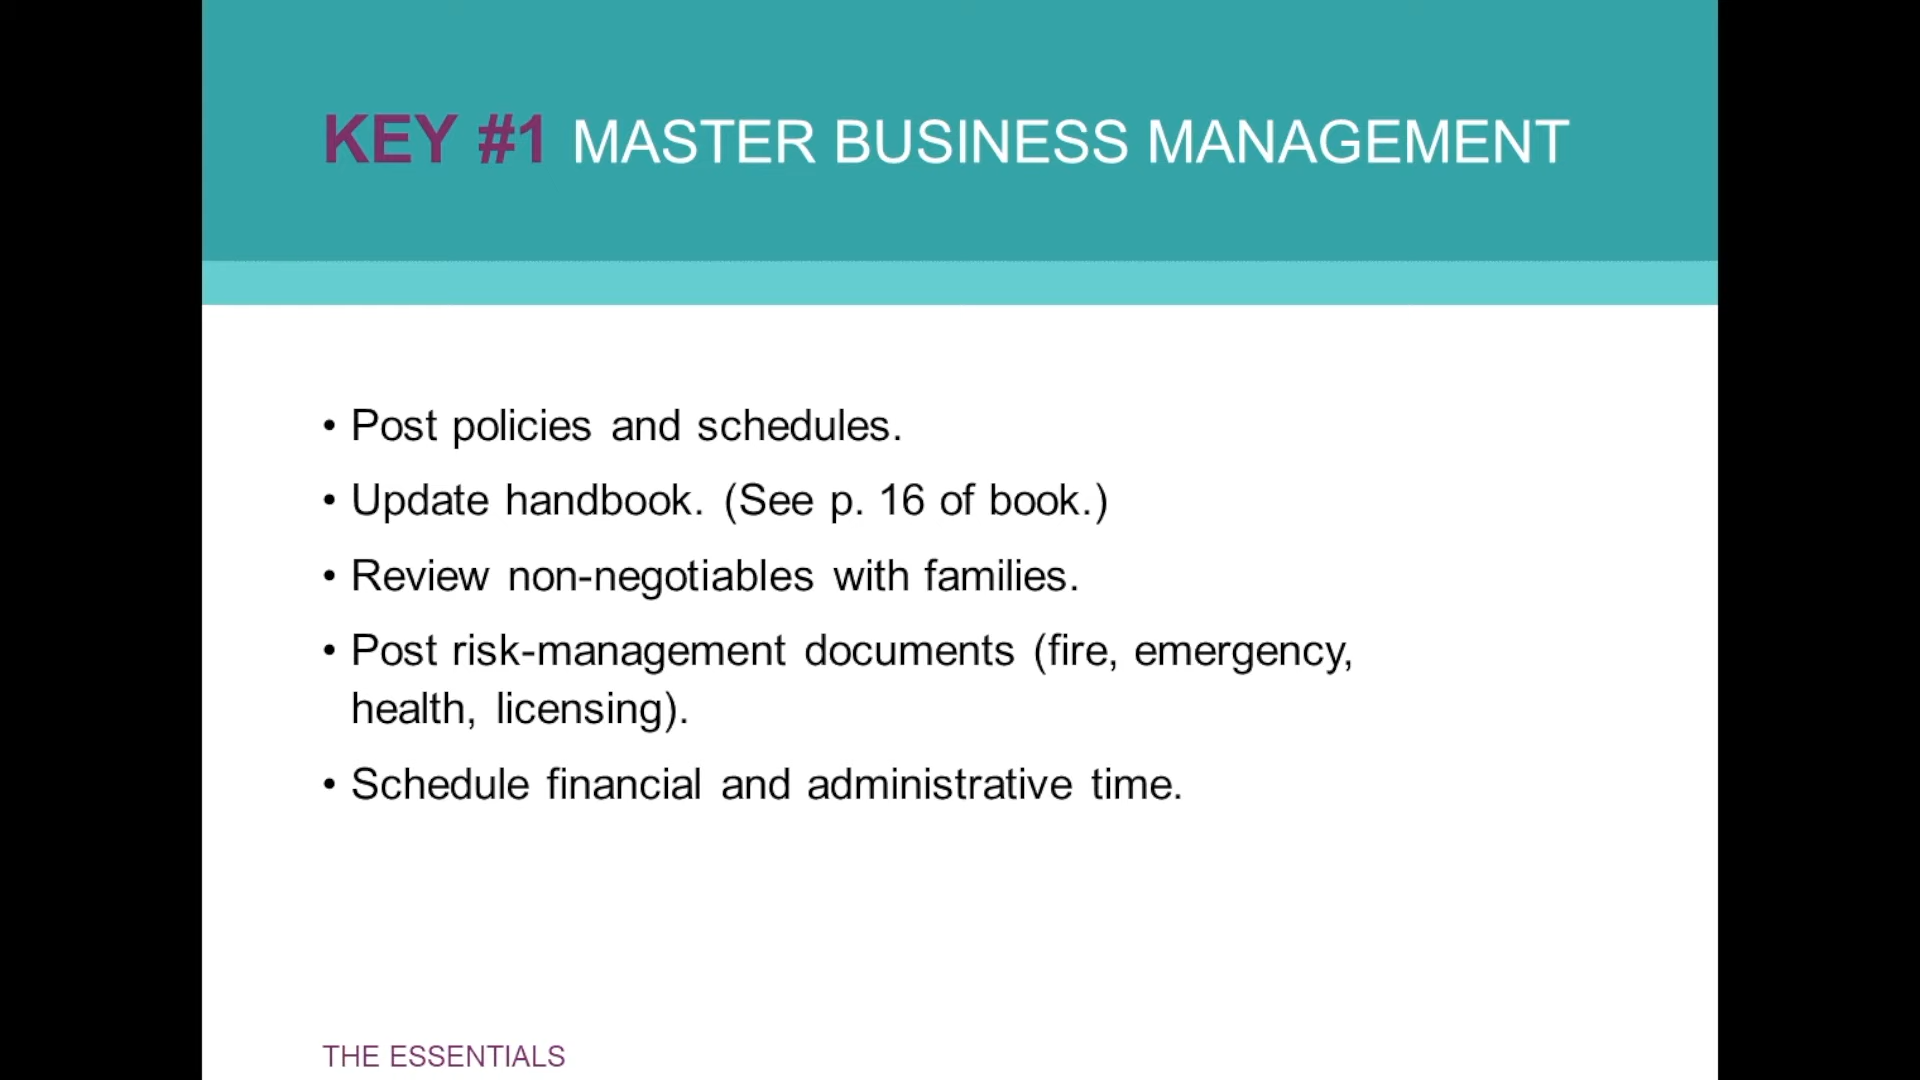 KEY #1 MASTER BUSINESS MANAGEMENT
• Post policies and schedules.
• Update handbook. (See p. 16 of book.)
• Review non-negotiables with families.
• Post risk-management documents (fire, emergency,
health, licensing).
• Schedule financial and administrative time.
THE ESSENTIALS